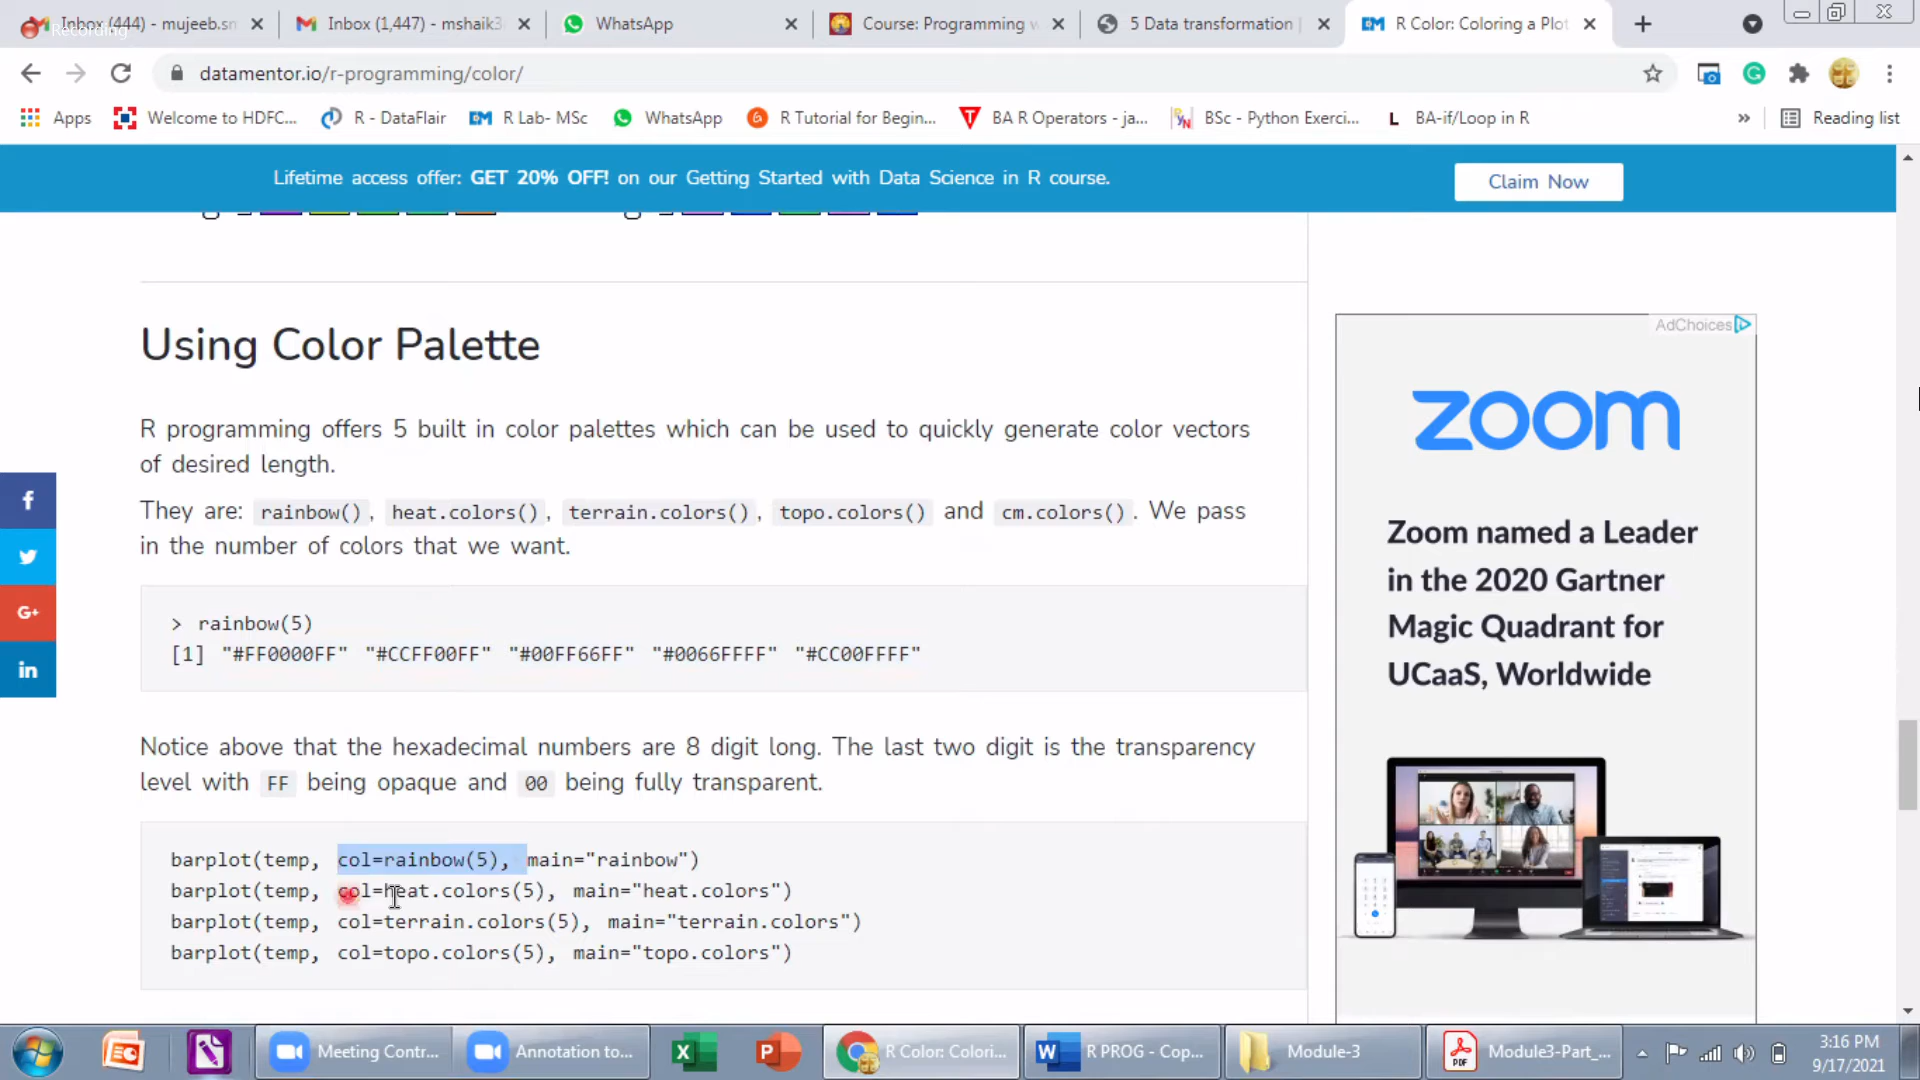 Inbox (444) - mujeeb.sn
Recording
Inbox (1,447) - mshaik3
WhatsApp
Course: Programming w
5 Data transformation |
R Color: Coloring a Plot
datamentor.io/r-programming/color/
Apps
Welcome to HDFC...
R - DataFlair
R Lab- MSc
WhatsApp
R Tutorial for Begin...
BA R Operators - ja...
BSc - Python Exerci...
BA-if/Loop in R
Reading list
Lifetime access offer: GET 20% OFF! on our Getting Started with Data Science in R course.
Claim Now
Using Color Palette
R programming offers 5 built in color palettes which can be used to quickly generate color vectors
of desired length.
They are: rainbow(), heat.colors(), terrain.colors(), topo.colors() and cm.colors(). We pass
in the number of colors that we want.
> rainbow(5)
[1] "#FF0000FF" "#CCFF00FF" "#00FF66FF" "#0066FFFF" "#CC00FFFF"
Notice above that the hexadecimal numbers are 8 digit long. The last two digit is the transparency
level with FF being opaque and 00 being fully transparent.
barplot(temp, col=rainbow(5), main="rainbow")
barplot(temp, col=heat.colors(5), main="heat.colors")
barplot(temp, col=terrain.colors(5), main="terrain.colors")
barplot(temp, col=topo.colors(5), main="topo.colors")
f
G+
in
AdChoices
zoom
Zoom named a Leader
in the 2020 Gartner
Magic Quadrant for
UCaaS, Worldwide
Meeting Contr...
Annotation to...
R Color: Colori...
R PROG - Cop...
Module-3
Module3-Part_...
3:16 PM
9/17/2021